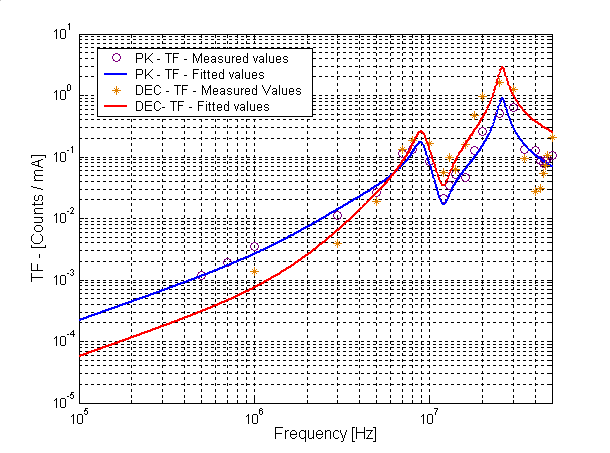 10^1
10^0
10^-1
10^-2
10^-3
10^-4
10^-5
TF - [Counts / mA]
PK - TF - Measured values
PK - TF - Fitted values
DEC - TF - Measured Values
DEC- TF - Fitted values
10^5
10^6
10^7
Frequency [Hz]